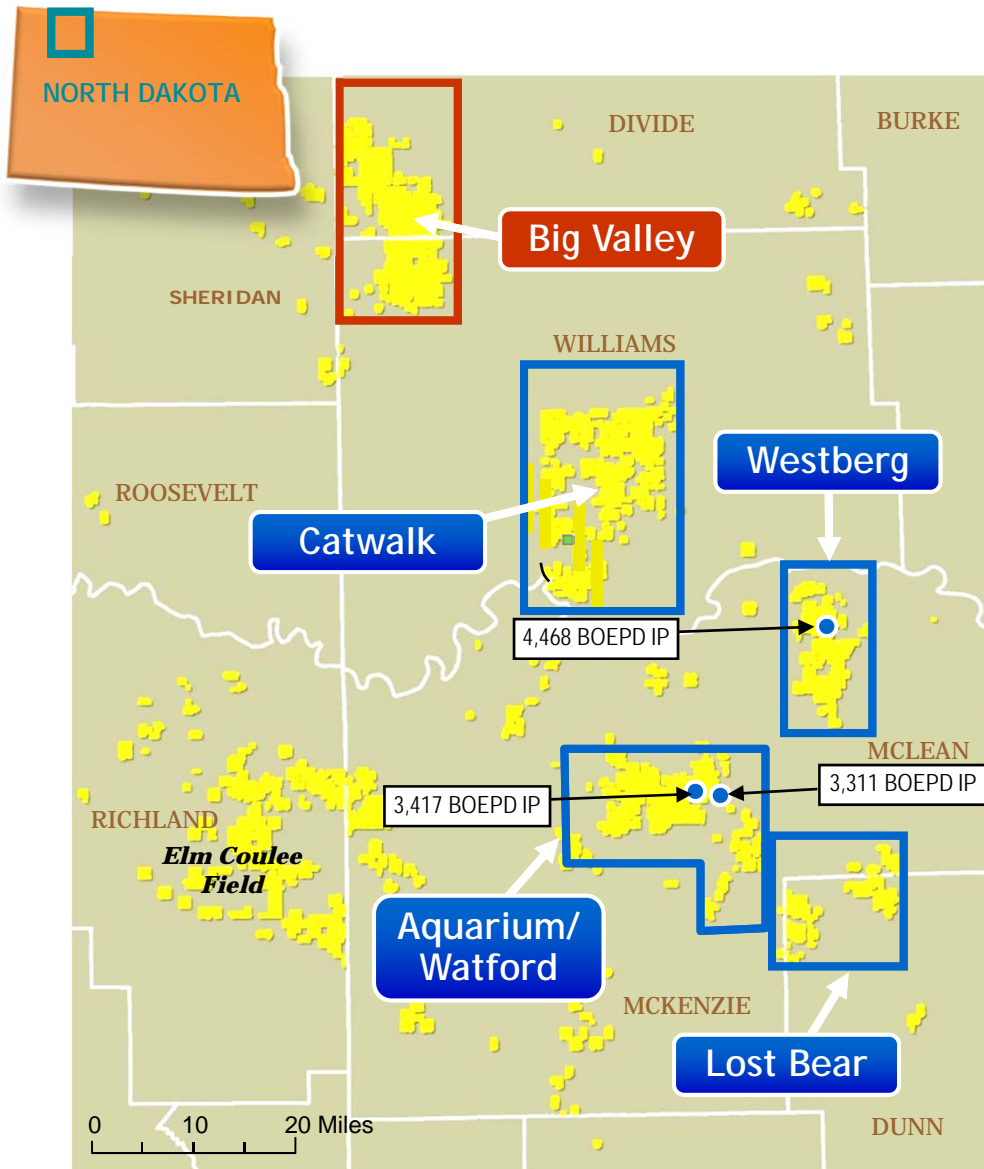 NORTH DAKOTA
DIVIDE
BURKE
Big Valley
SHERIDAN
WILLIAMS
Westberg
ROOSEVELT
Catwalk
4,468 BOEPD IP
MCLEAN
3,417 BOEPD IP
3,311 BOEPD IP
RICHLAND
Elm Coulee
Field
Aquarium/
Watford
MCKENZIE
Lost Bear
0 10 20 Miles
DUNN